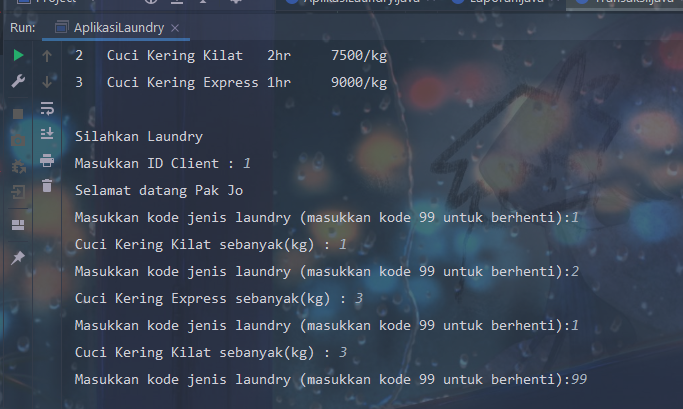 Project
AplikasiLaundry.java Laporan.java Transaksi.java
Run: AplikasiLaundry
2 Cuci Kering Kilat 2hr 7500/kg
3 Cuci Kering Express 1hr 9000/kg
Silahkan Laundry
Masukkan ID Client : 1
Selamat datang Pak Jo
Masukkan kode jenis laundry (masukkan kode 99 untuk berhenti):1
Cuci Kering Kilat sebanyak(kg) : 1
Masukkan kode jenis laundry (masukkan kode 99 untuk berhenti):2
Cuci Kering Express sebanyak(kg) : 3
Masukkan kode jenis laundry (masukkan kode 99 untuk berhenti):1
Cuci Kering Kilat sebanyak(kg) : 3
Masukkan kode jenis laundry (masukkan kode 99 untuk berhenti):99